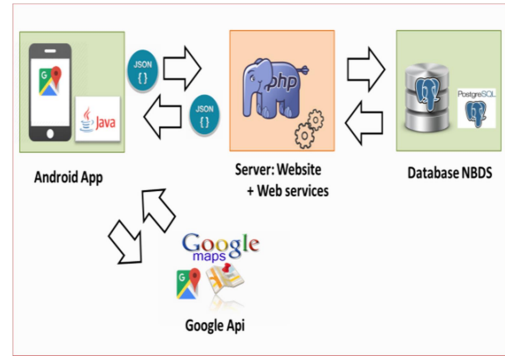 JSON
{ }
JSON
{ }
php
Java
PostgreSQL
Android App
Server: Website
+ Web services
Database NBDS
Google
maps
Google Api